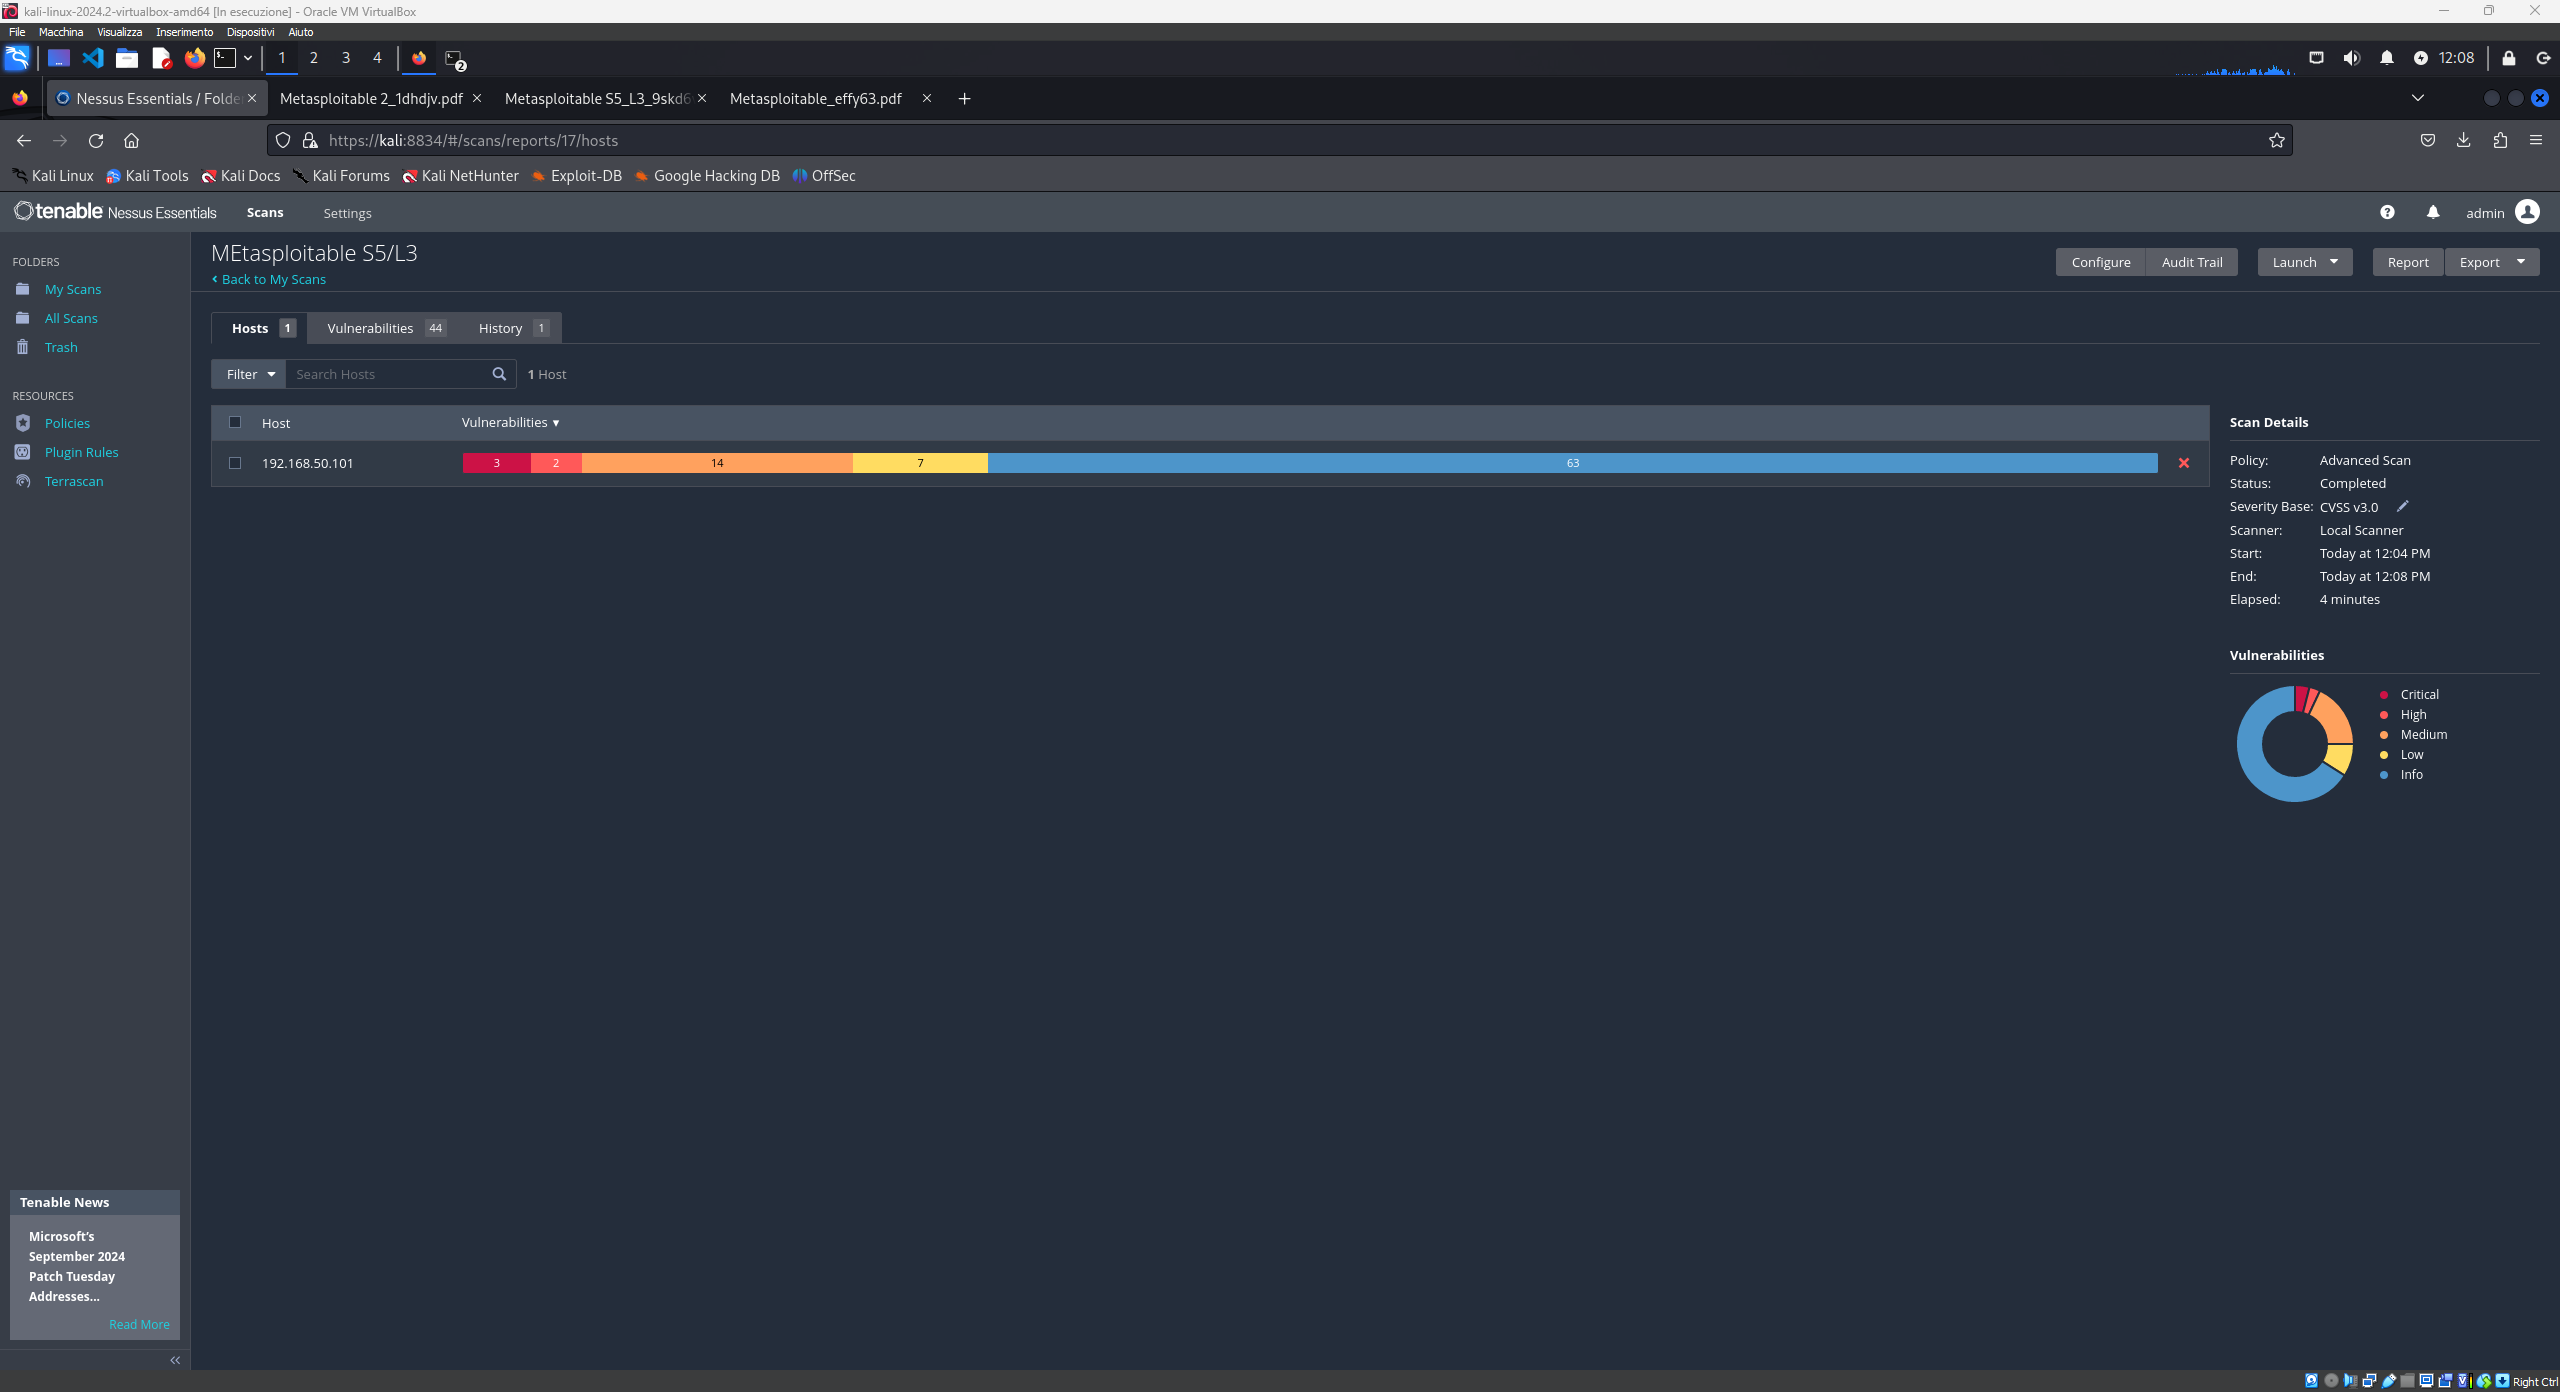 kali-linux-2024.2-virtualbox-amd64 [In esecuzione] - Oracle VM VirtualBox
File Macchina Visualizza Inserimento Dispositivi Aiuto
1 2 3 4 2 12:08
Nessus Essentials / Folde Metasploitable 2_1dhdjv.pdf Metasploitable S5_L3_9skd6 Metasploitable_effy63.pdf
https://kali:8834/#/scans/reports/17/hosts
Kali Linux Kali Tools Kali Docs Kali Forums Kali NetHunter Exploit-DB Google Hacking DB OffSec
tenable Nessus Essentials Scans Settings admin
FOLDERS
My Scans
All Scans
Trash
RESOURCES
Policies
Plugin Rules
Terrascan
MEtasploitable S5/L3
Back to My Scans
Configure Audit Trail Launch Report Export
Hosts 1 Vulnerabilities 44 History 1
Filter Search Hosts 1 Host
Host Vulnerabilities
192.168.50.101 3 2 14 7 63
Scan Details
Policy: Advanced Scan
Status: Completed
Severity Base: CVSS v3.0
Scanner: Local Scanner
Start: Today at 12:04 PM
End: Today at 12:08 PM
Elapsed: 4 minutes
Vulnerabilities
Critical
High
Medium
Low
Info
Tenable News
Microsoft's
September 2024
Patch Tuesday
Addresses...
Read More
Right Ctrl